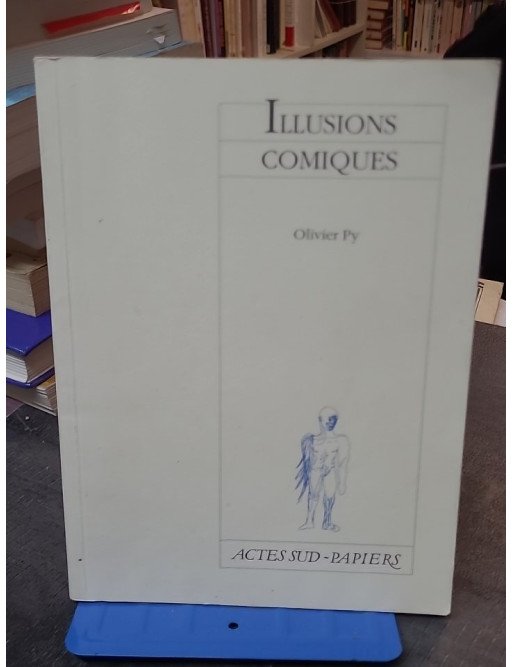 ILLUSIONS
COMIQUES
Olivier Py
ACTES SUD-PAPIERS